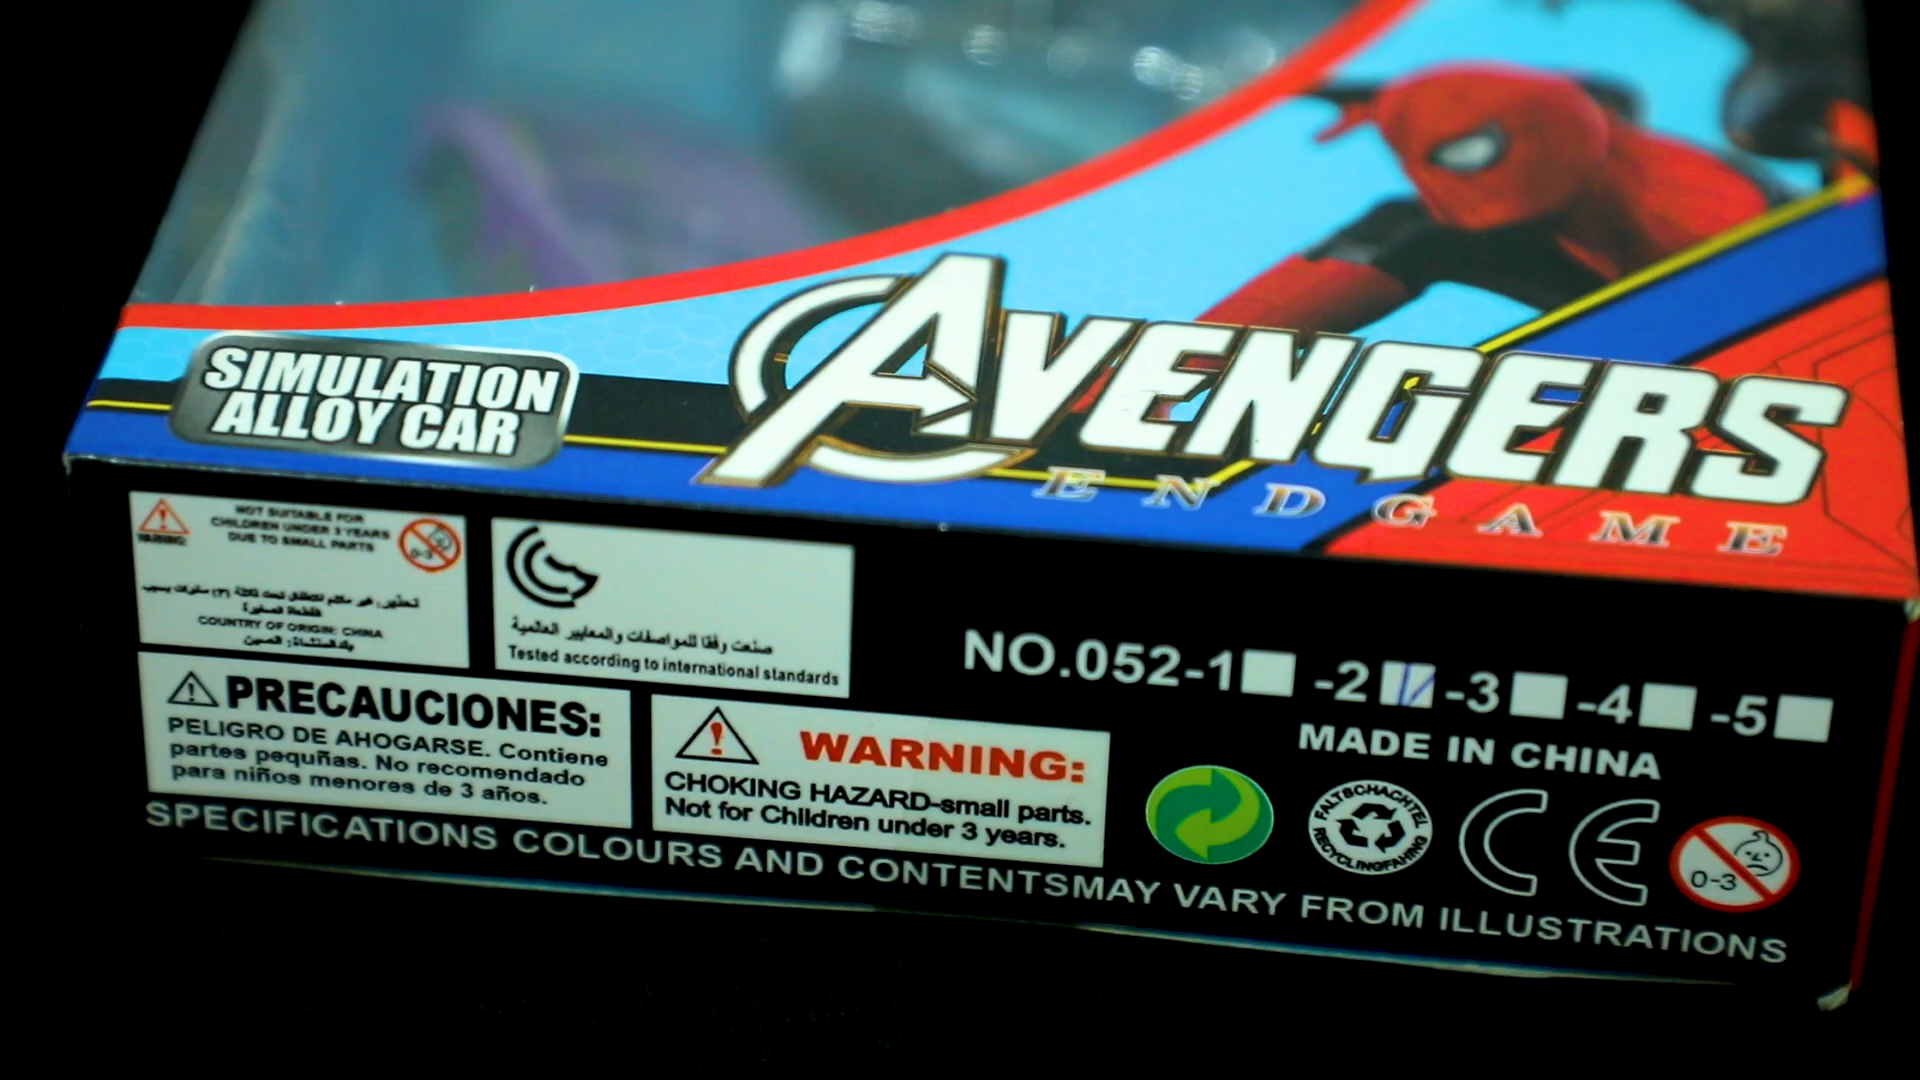 SIMULATION
ALLOY CAR
AVENGERS
ENDGAME
WARNING:
NOT SUITABLE FOR
CHILDREN UNDER 3 YEARS
DUE TO SMALL PARTS
0-3
COUNTRY OF ORIGIN: CHINA
صنعت وفقا للمواصفات والمعايير العالمية
Tested according to international standards
NO.052-1 -2 -3 -4 -5
MADE IN CHINA
PRECAUCIONES:
PELIGRO DE AHOGARSE. Contiene
partes pequñas. No recomendado
para niños menores de 3 años.
WARNING:
CHOKING HAZARD-small parts.
Not for Children under 3 years.
FALTSCHACHTEL
RECYCLINGFAHING
CE
0-3
SPECIFICATIONS COLOURS AND CONTENTSMAY VARY FROM ILLUSTRATIONS